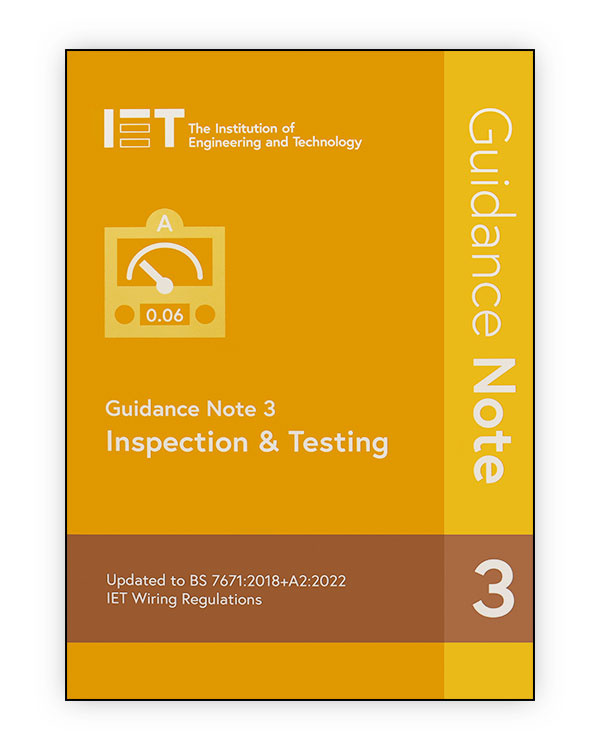 IET
The Institution of
Engineering and Technology
A
0.06
Guidance Note 3
Inspection & Testing
Updated to BS 7671:2018+A2:2022
IET Wiring Regulations
Guidance Note
3